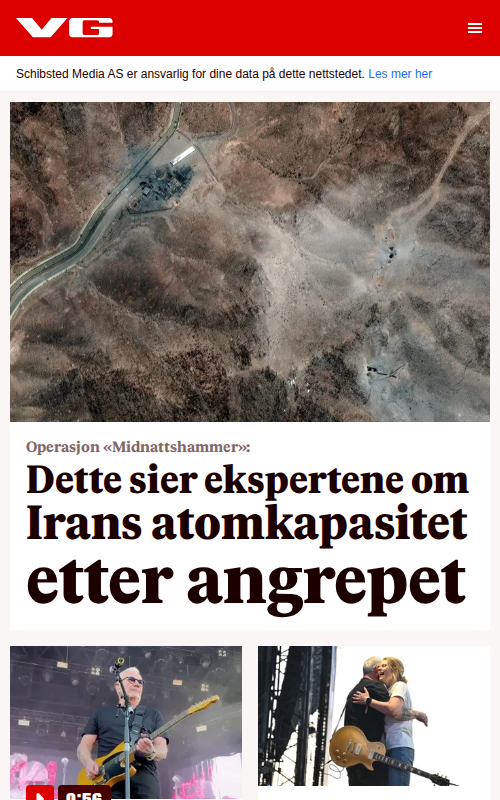 VG
Schibsted Media AS er ansvarlig for dine data på dette nettstedet. Les mer her
Operasjon «Midnattshammer»:
Dette sier ekspertene om
Irans atomkapasitet
etter angrepet
0:56